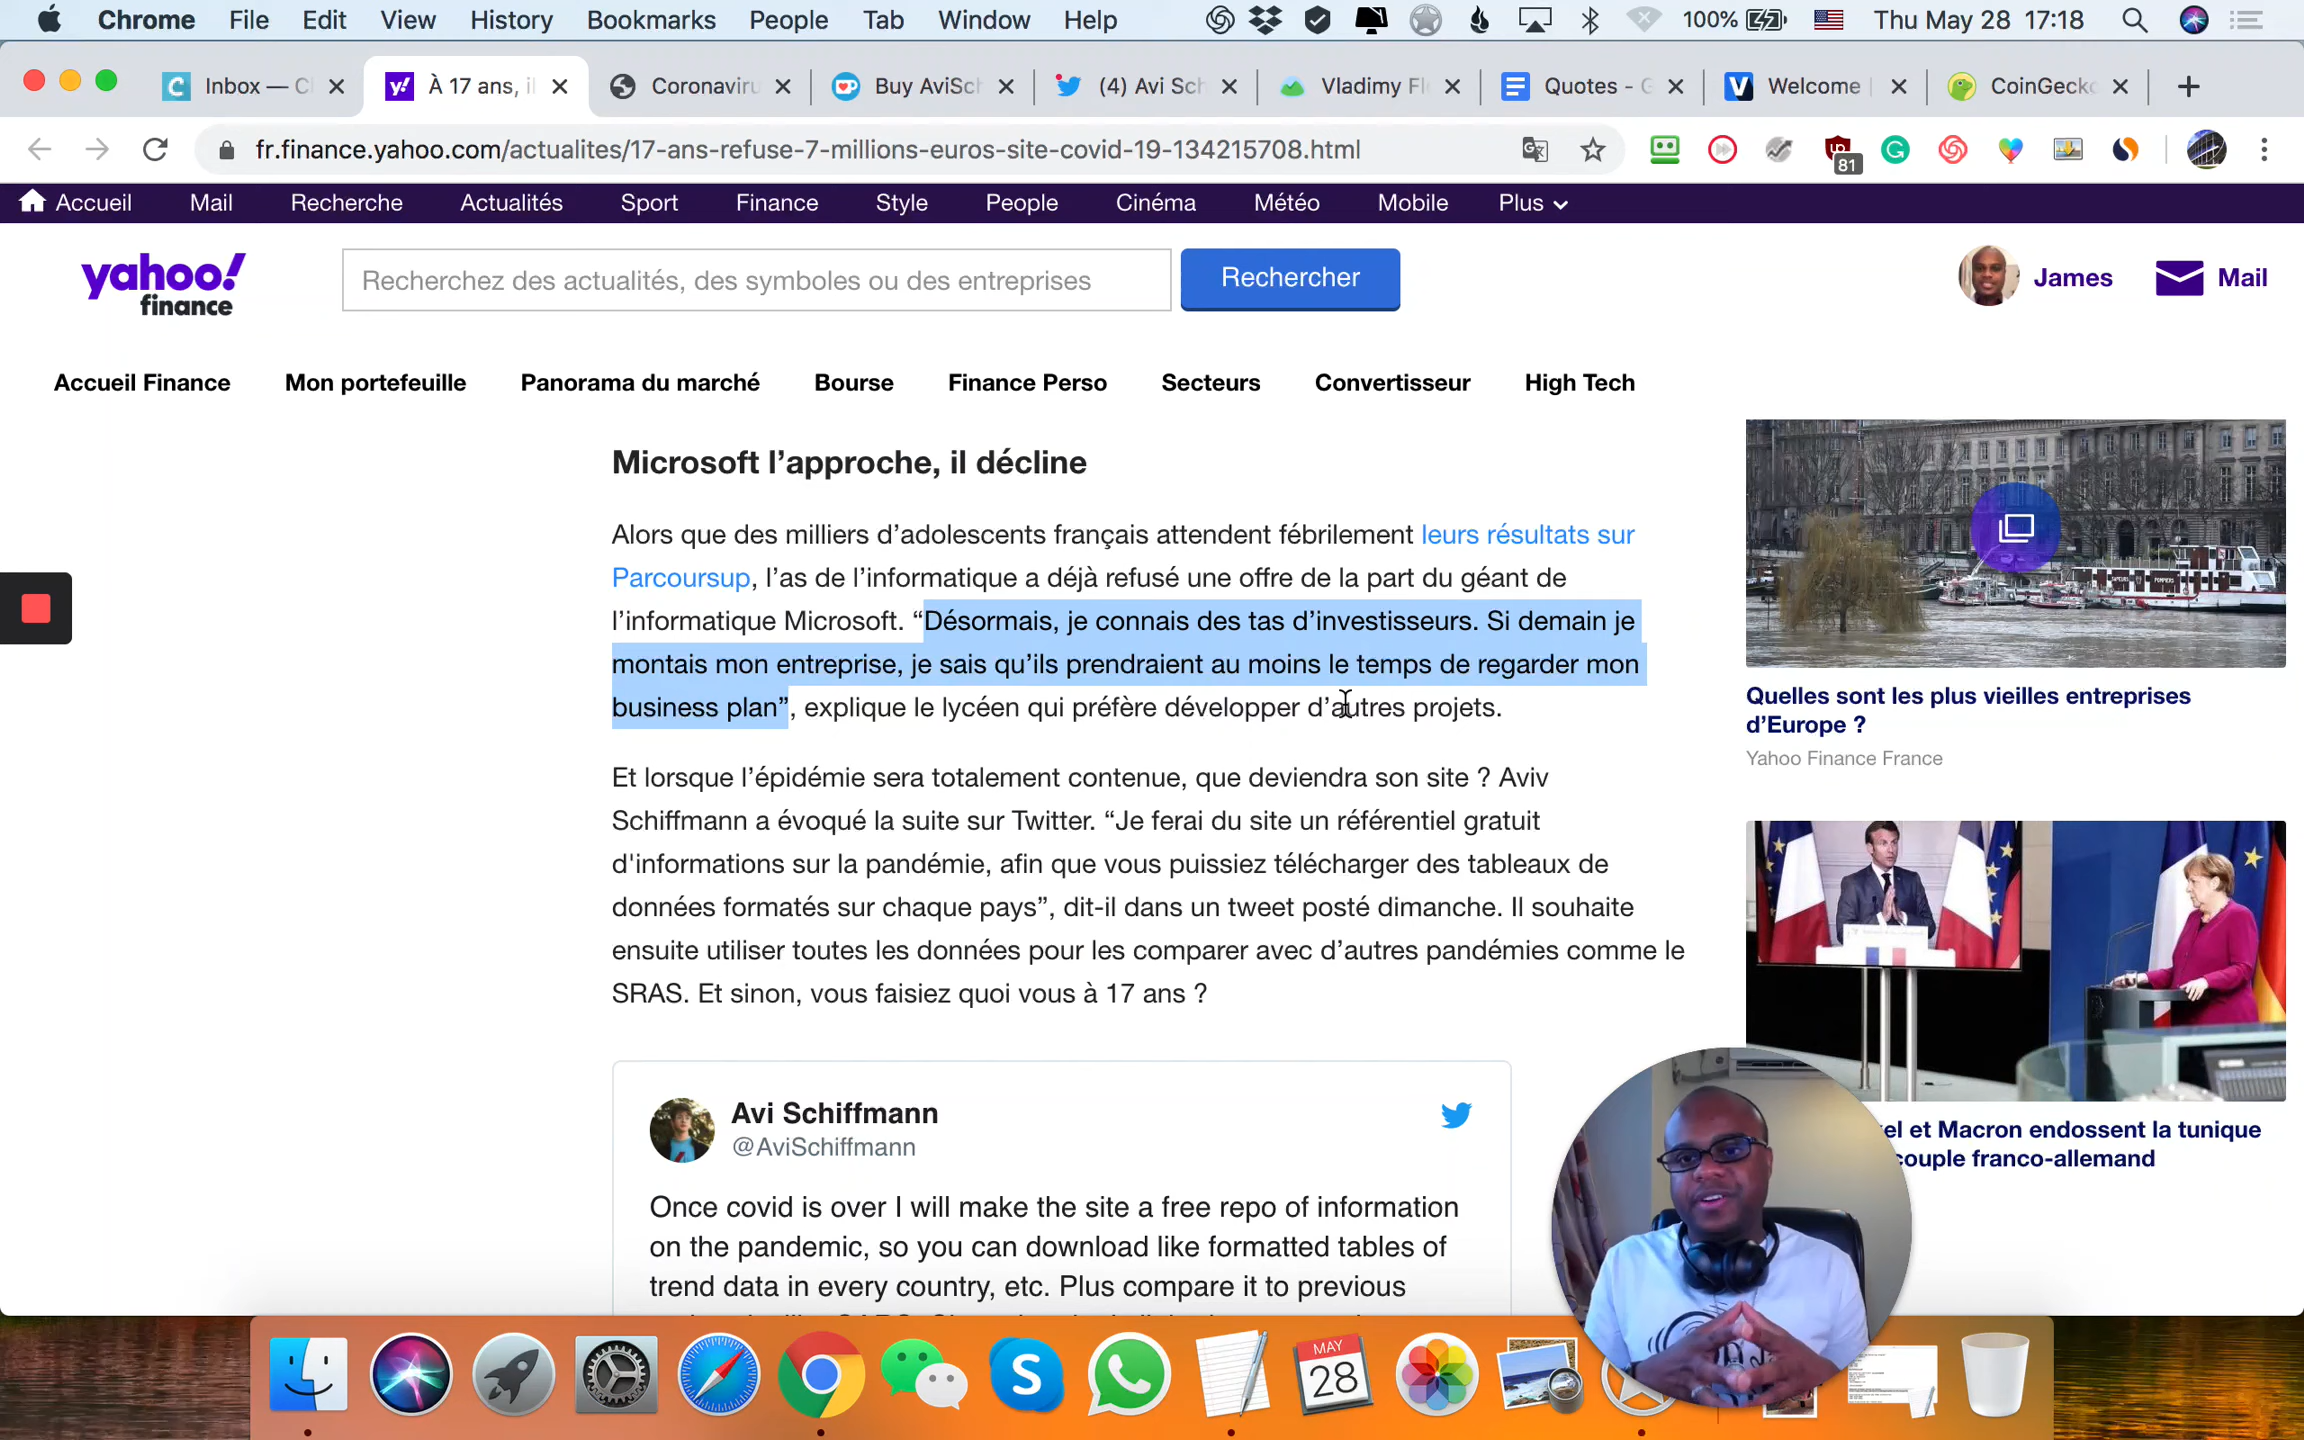 Chrome File Edit View History Bookmarks People Tab Window Help 100% Thu May 28 17:18
Inbox — C À 17 ans, il Coronaviru Buy AviSch (4) Avi Sch Vladimy Fl Quotes - G Welcome CoinGecko
fr.finance.yahoo.com/actualites/17-ans-refuse-7-millions-euros-site-covid-19-134215708.html
81
Accueil Mail Recherche Actualités Sport Finance Style People Cinéma Météo Mobile Plus
yahoo!
finance
Recherchez des actualités, des symboles ou des entreprises
Rechercher
James
Mail
Accueil Finance Mon portefeuille Panorama du marché Bourse Finance Perso Secteurs Convertisseur High Tech
Microsoft l’approche, il décline
Alors que des milliers d’adolescents français attendent fébrilement leurs résultats sur
Parcoursup, l’as de l’informatique a déjà refusé une offre de la part du géant de
l’informatique Microsoft. “Désormais, je connais des tas d’investisseurs. Si demain je
montais mon entreprise, je sais qu’ils prendraient au moins le temps de regarder mon
business plan”, explique le lycéen qui préfère développer d’autres projets.
Et lorsque l’épidémie sera totalement contenue, que deviendra son site ? Aviv
Schiffmann a évoqué la suite sur Twitter. “Je ferai du site un référentiel gratuit
d'informations sur la pandémie, afin que vous puissiez télécharger des tableaux de
données formatés sur chaque pays”, dit-il dans un tweet posté dimanche. Il souhaite
ensuite utiliser toutes les données pour les comparer avec d’autres pandémies comme le
SRAS. Et sinon, vous faisiez quoi vous à 17 ans ?
Avi Schiffmann
@AviSchiffmann
Once covid is over I will make the site a free repo of information
on the pandemic, so you can download like formatted tables of
trend data in every country, etc. Plus compare it to previous
Quelles sont les plus vieilles entreprises
d’Europe ?
Yahoo Finance France
el et Macron endossent la tunique
couple franco-allemand
MAY
28